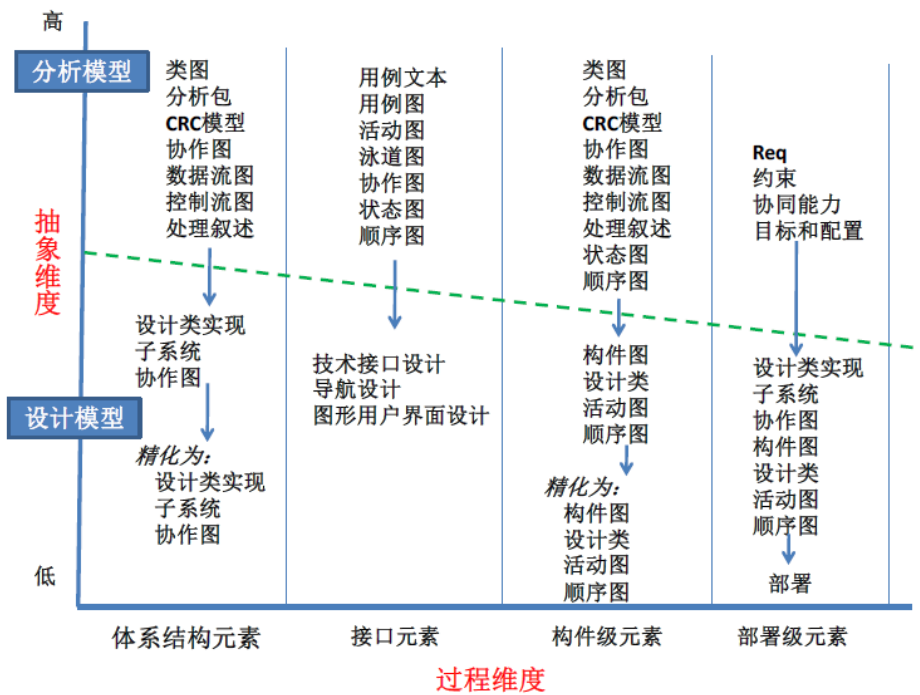 高
分析模型
抽象维度
设计模型
低
类图
分析包
CRC模型
协作图
数据流图
控制流图
处理叙述
设计类实现
子系统
协作图
精化为:
设计类实现
子系统
协作图
用例文本
用例图
活动图
泳道图
协作图
状态图
顺序图
技术接口设计
导航设计
图形用户界面设计
类图
分析包
CRC模型
协作图
数据流图
控制流图
处理叙述
状态图
顺序图
构件图
设计类
活动图
顺序图
精化为:
构件图
设计类
活动图
顺序图
Req
约束
协同能力
目标和配置
设计类实现
子系统
协作图
构件图
设计类
活动图
顺序图
部署
体系结构元素
接口元素
构件级元素
部署级元素
过程维度